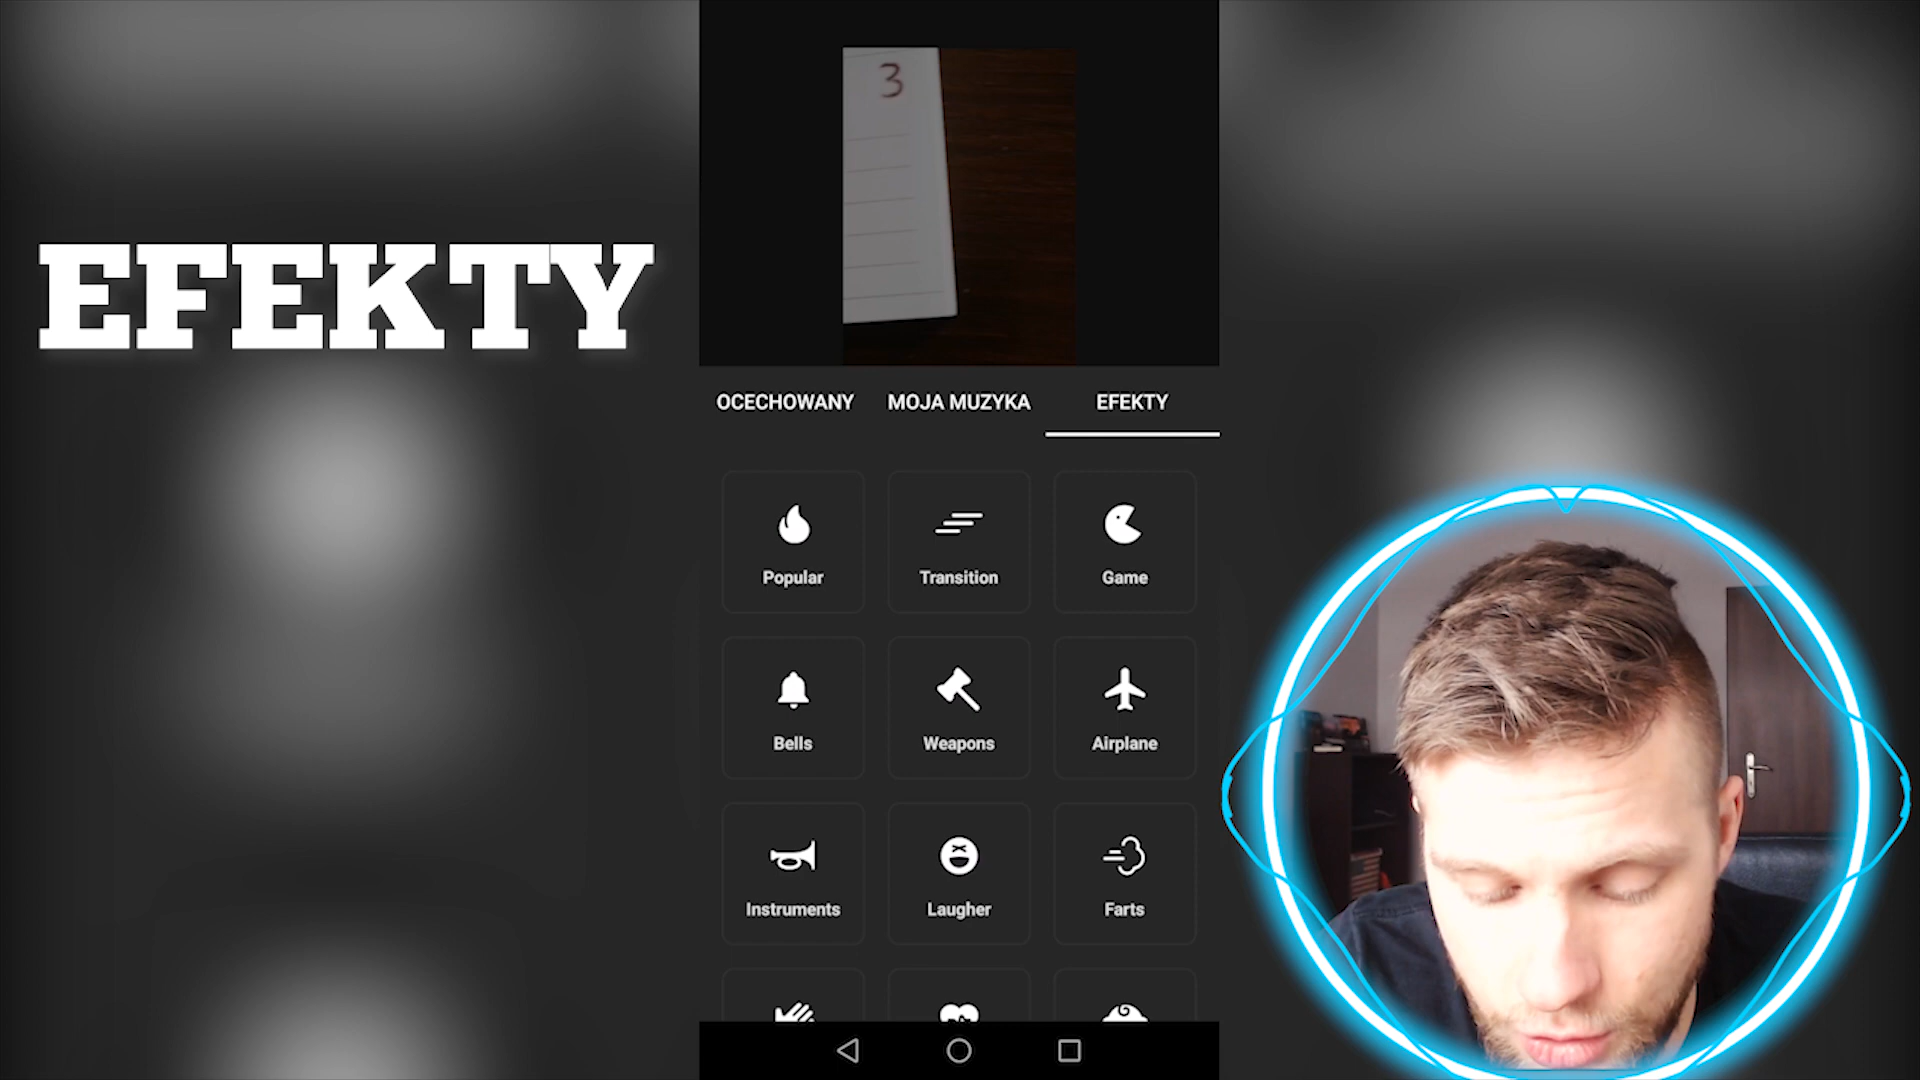 EFEKTY
3
OCECHOWANY MOJA MUZYKA EFEKTY
Popular Transition Game
Bells Weapons Airplane
Instruments Laugher Farts